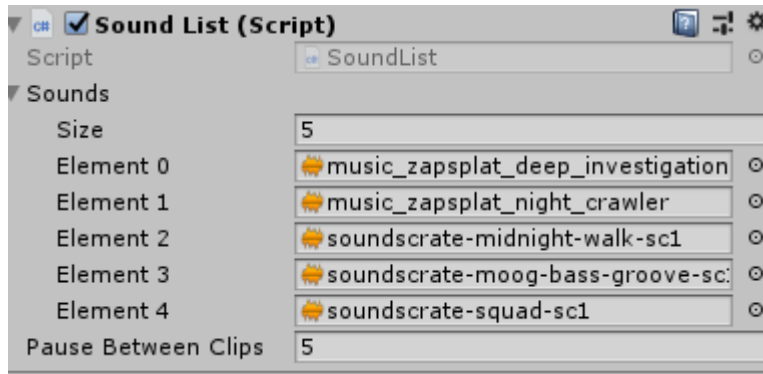 Sound List (Script)
Script SoundList
Sounds
Size 5
Element 0 music_zapsplat_deep_investigation
Element 1 music_zapsplat_night_crawler
Element 2 soundscrate-midnight-walk-sc1
Element 3 soundscrate-moog-bass-groove-sc
Element 4 soundscrate-squad-sc1
Pause Between Clips 5